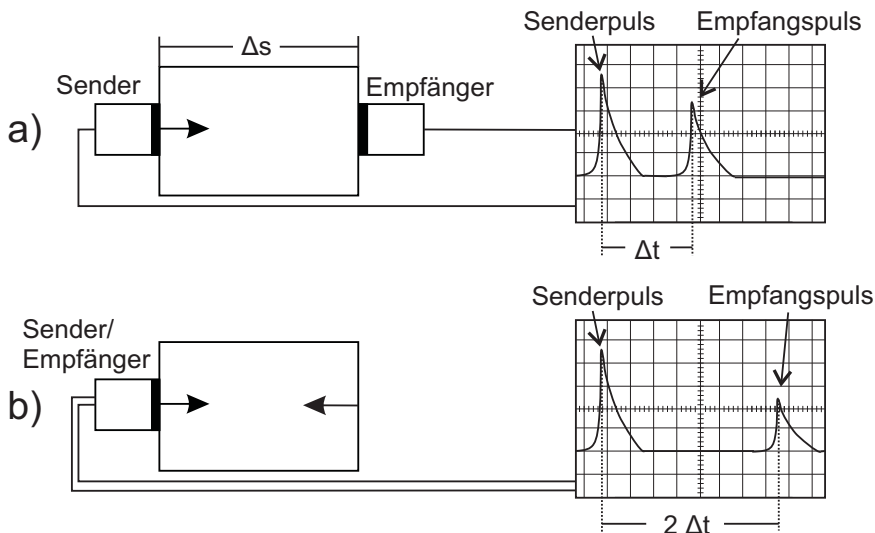 Senderpuls
Empfangspuls
Δs
Sender
Empfänger
a)
Δt
Senderpuls
Empfangspuls
Sender/
Empfänger
b)
2 Δt